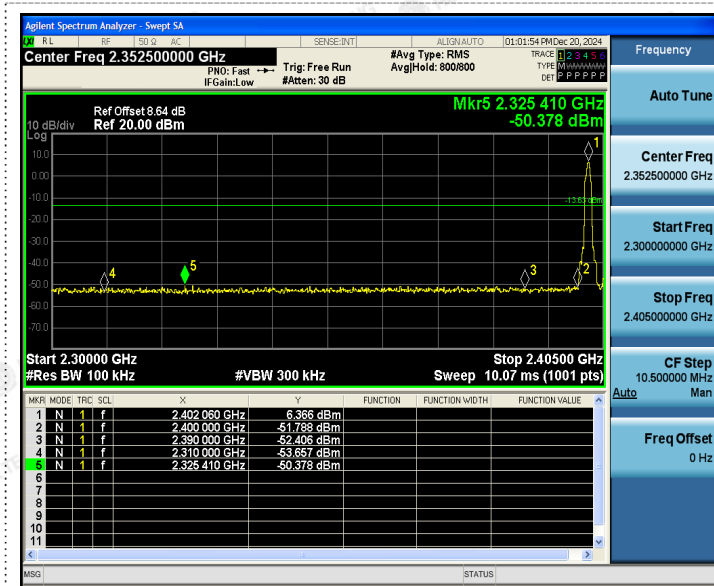 Agilent Spectrum Analyzer - Swept SA
RL RF 50 Ω AC SENSE:INT ALIGNAUTO 01:01:54 PM Dec 20, 2024
Center Freq 2.352500000 GHz
PNO: Fast
IFGain:Low
Trig: Free Run
#Atten: 30 dB
#Avg Type: RMS
Avg|Hold: 800/800
TRACE 1 2 3 4 5 6
TYPE M
DET P P P P P P
Mkr5 2.325 410 GHz
-50.378 dBm
Ref Offset 8.64 dB
Ref 20.00 dBm
10 dB/div
Log
10.0
0.00
-10.0
-20.0
-30.0
-40.0
-50.0
-60.0
-70.0
1
-13.63 dBm
4
5
3
2
Start 2.30000 GHz Stop 2.40500 GHz
#Res BW 100 kHz #VBW 300 kHz Sweep 10.07 ms (1001 pts)
MKR MODE TRC SCL X Y FUNCTION FUNCTION WIDTH FUNCTION VALUE
1 N 1 f 2.402 060 GHz 6.366 dBm
2 N 1 f 2.400 000 GHz -51.788 dBm
3 N 1 f 2.390 000 GHz -52.406 dBm
4 N 1 f 2.310 000 GHz -53.657 dBm
5 N 1 f 2.325 410 GHz -50.378 dBm
6
7
8
9
10
11
MSG STATUS
Frequency
Auto Tune
Center Freq
2.352500000 GHz
Start Freq
2.300000000 GHz
Stop Freq
2.405000000 GHz
CF Step
10.500000 MHz
Auto Man
Freq Offset
0 Hz